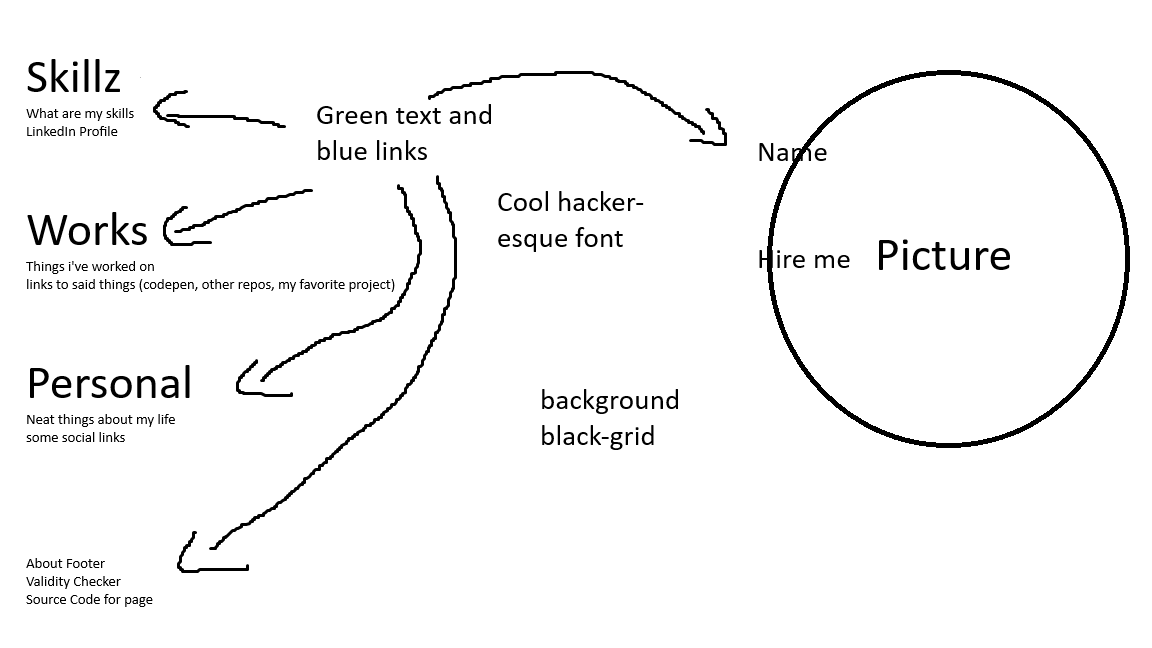 Skillz
What are my skills
LinkedIn Profile
Green text and
blue links
Works
Things i've worked on
links to said things (codepen, other repos, my favorite project)
Cool hacker-
esque font
Name
Hire me
Picture
Personal
Neat things about my life
some social links
background
black-grid
About Footer
Validity Checker
Source Code for page